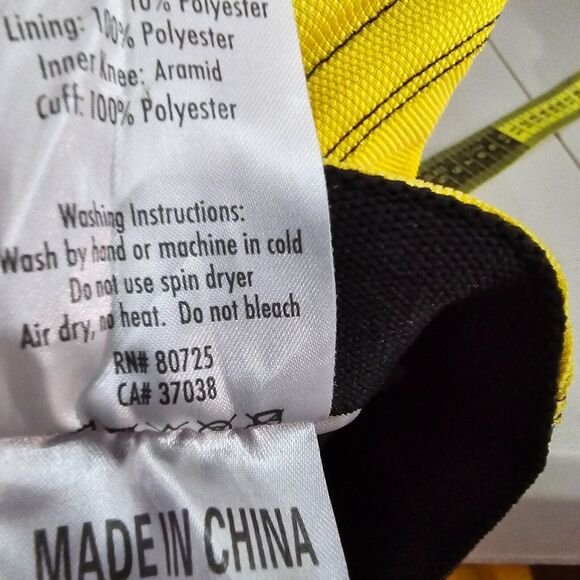 10% Polyester
Lining: 100% Polyester
Inner Knee: Aramid
Cuff: 100% Polyester
Washing Instructions:
Wash by hand or machine in cold
Do not use spin dryer
Air dry, no heat. Do not bleach
RN# 80725
CA# 37038
MADE IN CHINA